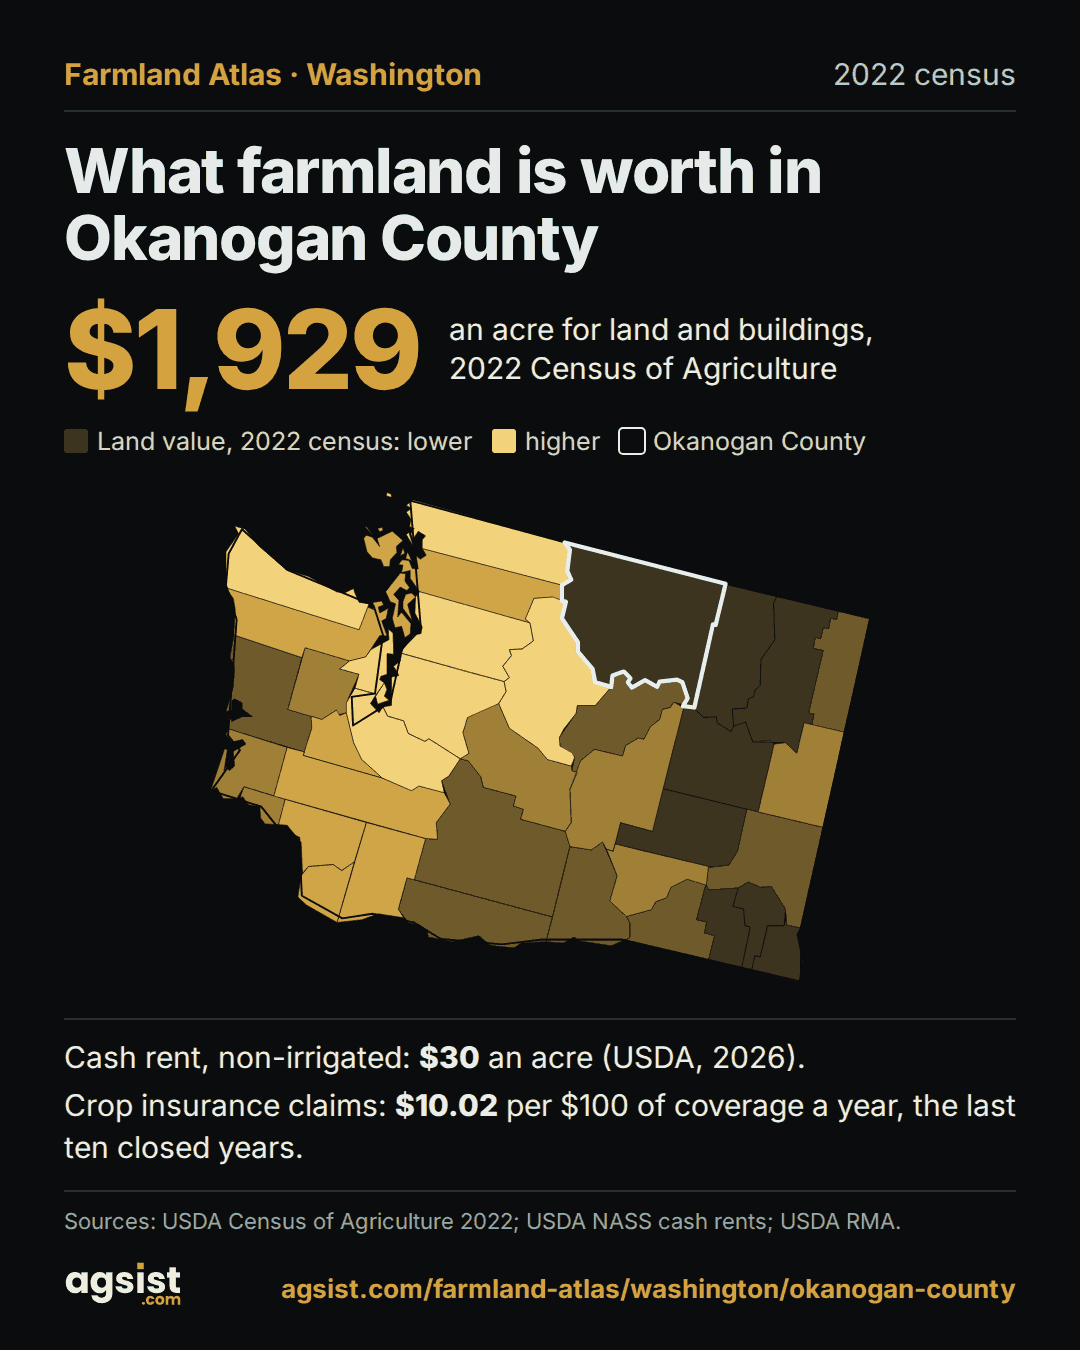 Farmland Atlas · Washington
2022 census
What farmland is worth in
Okanogan County
$1,929
an acre for land and buildings,
2022 Census of Agriculture
Land value, 2022 census: lower
higher
Okanogan County
Cash rent, non-irrigated: $30 an acre (USDA, 2026).
Crop insurance claims: $10.02 per $100 of coverage a year, the last
ten closed years.
Sources: USDA Census of Agriculture 2022; USDA NASS cash rents; USDA RMA.
agsist
.com
agsist.com/farmland-atlas/washington/okanogan-county